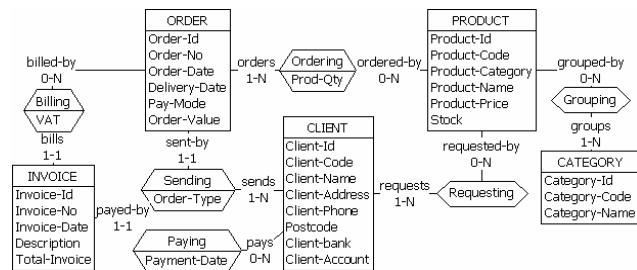 ORDER
Order-Id
Order-No
Order-Date
Delivery-Date
Pay-Mode
Order-Value
PRODUCT
Product-Id
Product-Code
Product-Category
Product-Name
Product-Price
Stock
billed-by
0-N
orders
1-N
Ordering
Prod-Qty
ordered-by
0-N
grouped-by
0-N
Billing
VAT
Grouping
bills
1-1
sent-by
1-1
CLIENT
Client-Id
Client-Code
Client-Name
Client-Address
Client-Phone
Postcode
Client-bank
Client-Account
requested-by
0-N
groups
1-N
INVOICE
Invoice-Id
Invoice-No
Invoice-Date
Description
Total-Invoice
payed-by
1-1
Sending
Order-Type
sends
1-N
requests
1-N
Requesting
CATEGORY
Category-Id
Category-Code
Category-Name
Paying
Payment-Date
pays
0-N